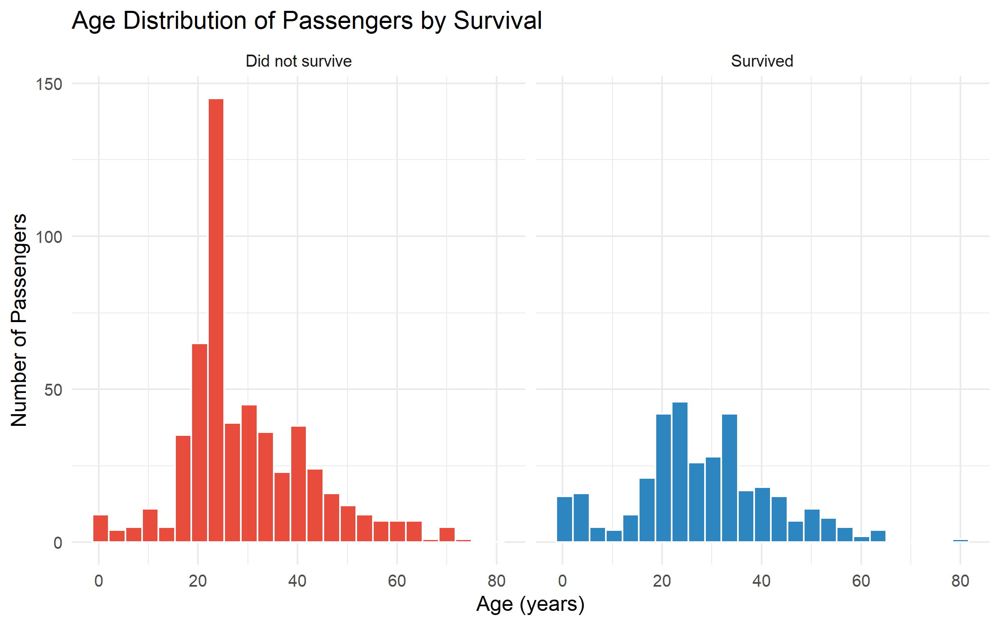 Age Distribution of Passengers by Survival
Did not survive
Survived
150
100
50
0
Number of Passengers
0 20 40 60 80
0 20 40 60 80
Age (years)